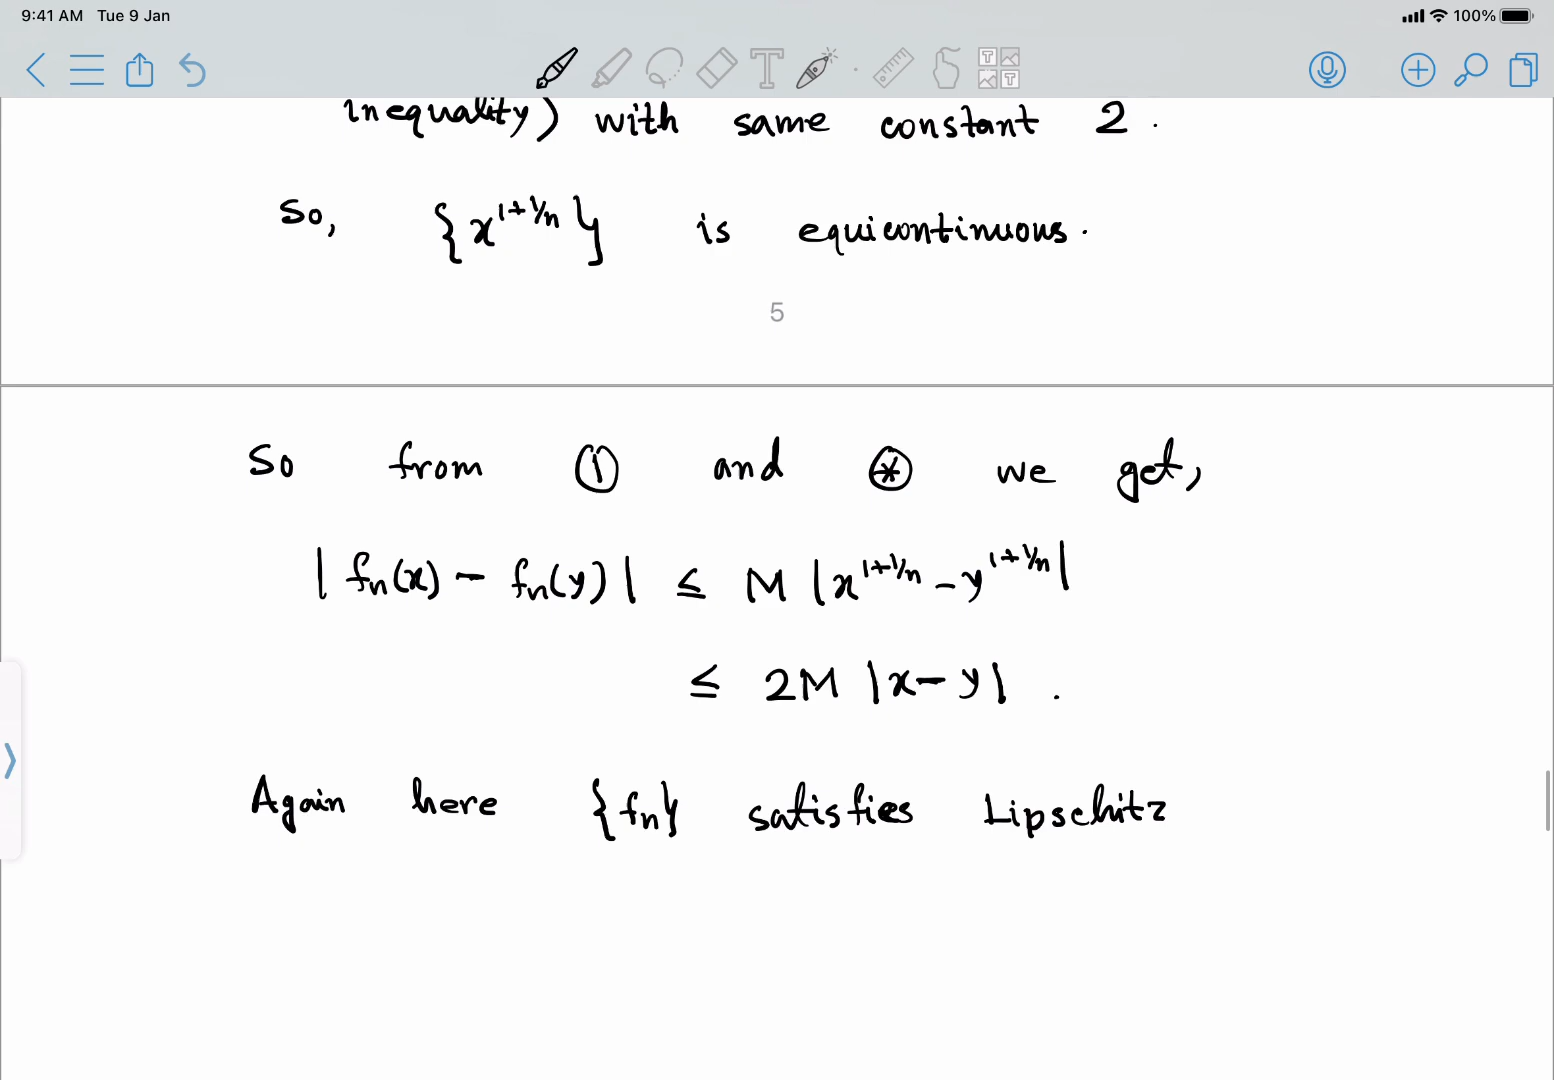 9:41 AM Tue 9 Jan 100%
inequality) with same constant 2.
So, {x^{1+1/n}} is equicontinuous.
5
So from ① and ⊛ we get,
|fₙ(x) - fₙ(y)| ≤ M |x^{1+1/n} - y^{1+1/n}|
≤ 2M |x-y| .
Again here {fₙ} satisfies Lipschitz